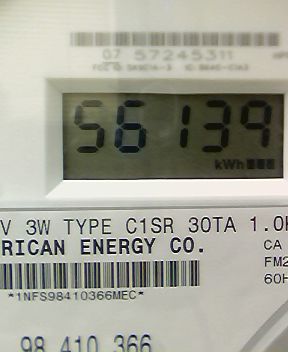 07 57245311
56139
kWh
V 3W TYPE C1SR 30TA 1.0
RICAN ENERGY CO.
CA
FM2
*1NFS98410366MEC*
60H
98 410 366